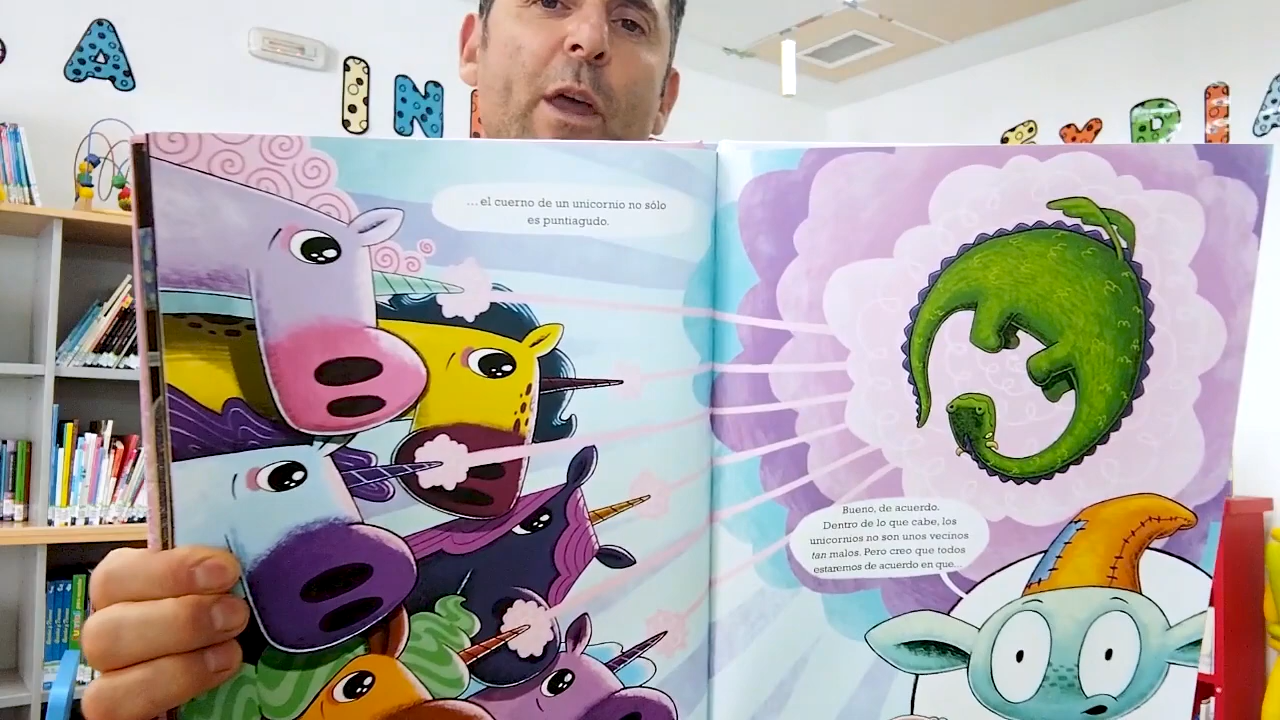 A
IN
...el cuerno de un unicornio no sólo
es puntiagudo.
Bueno, de acuerdo.
Dentro de lo que cabe, los
unicornios no son unos vecinos
tan malos. Pero creo que todos
estaremos de acuerdo en que...